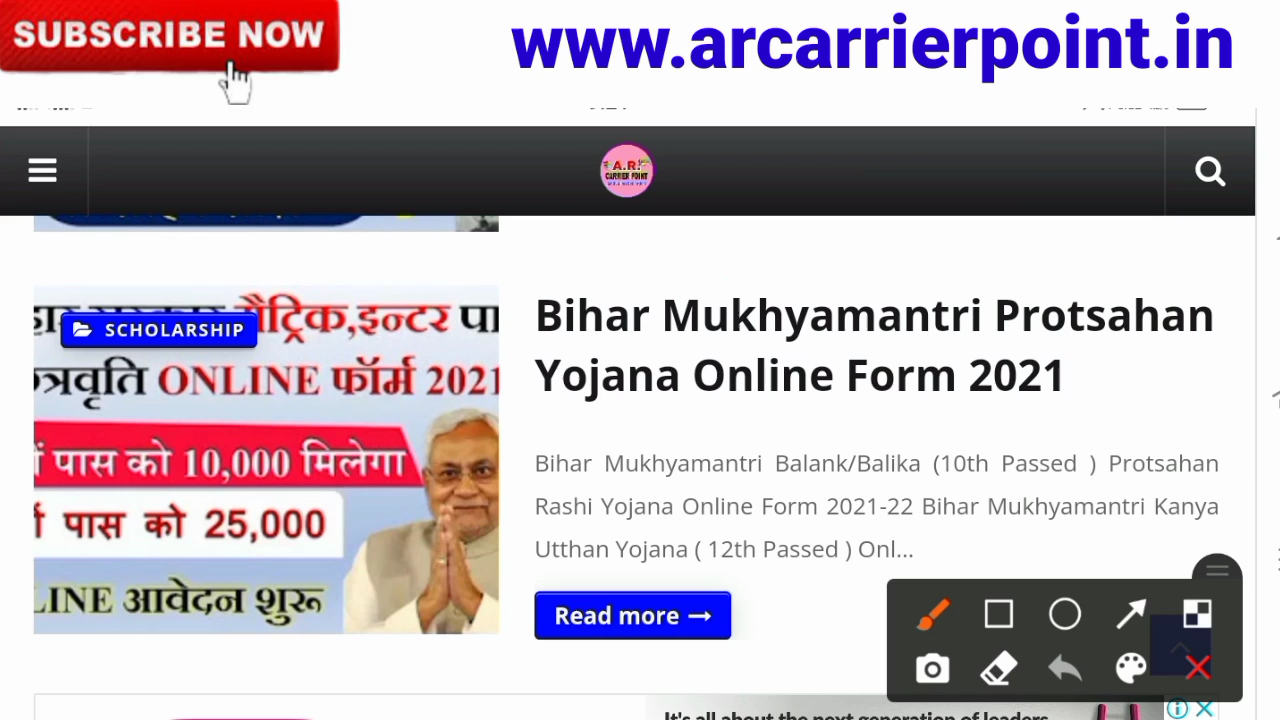 SUBSCRIBE NOW
www.arcarrierpoint.in
A.R.
CARRIER POINT
मैट्रिक,इन्टर
SCHOLARSHIP
ONLINE फॉर्म 2021
पास को 10,000 मिलेगा
पास को 25,000
आवेदन शुरू
Bihar Mukhyamantri Protsahan
Yojana Online Form 2021
Bihar Mukhyamantri Balank/Balika (10th Passed ) Protsahan
Rashi Yojana Online Form 2021-22 Bihar Mukhyamantri Kanya
Utthan Yojana ( 12th Passed ) Onl...
Read more →
It's all about the next generation of leaders